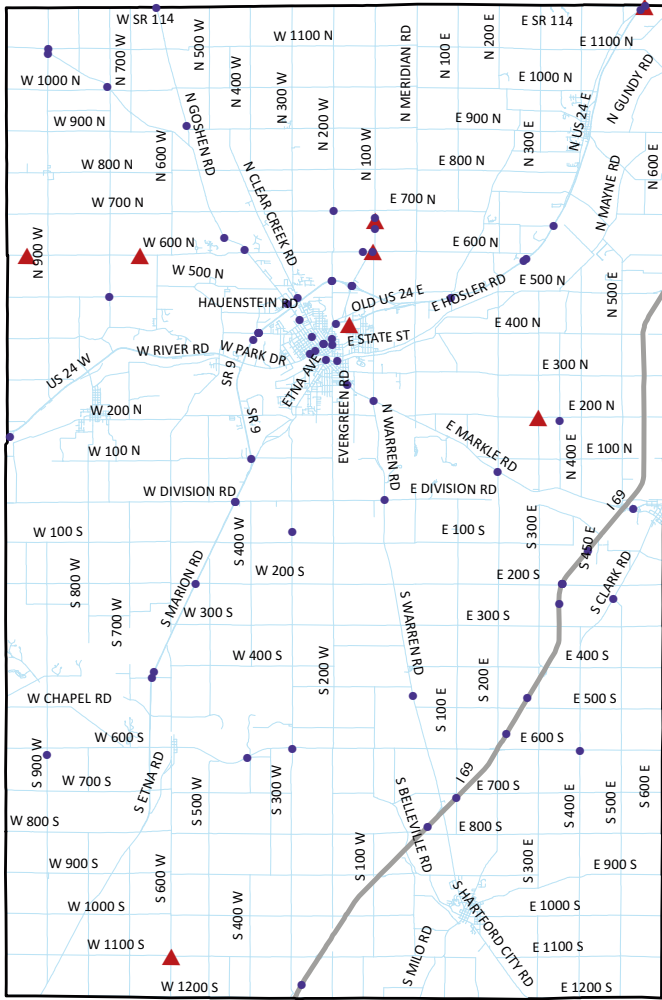 W SR 114
E SR 114
W 1100 N
E 1100 N
N 700 W
N 500 W
N 400 W
N 300 W
N 200 W
N MERIDIAN RD
N 100 E
N 200 E
W 1000 N
E 1000 N
N GUNDY RD
N US 24 E
W 900 N
E 900 N
N GOSHEN RD
N 600 W
N 100 W
N 300 E
N 600 E
W 800 N
E 800 N
W 700 N
E 700 N
N MAYNE RD
N CLEAR CREEK RD
N 900 W
W 600 N
E 600 N
W 500 N
E 500 N
N 500 E
HAUENSTEIN RD
OLD US 24 E
E HOSLER RD
E 400 N
E STATE ST
W RIVER RD
W PARK DR
US 24 W
SR 9
ETNA AVE
E 300 N
EVERGREEN RD
W 200 N
E 200 N
SR 9
N WARREN RD
E MARKLE RD
N 400 E
W 100 N
E 100 N
W DIVISION RD
E DIVISION RD
I 69
W 100 S
S 400 W
E 100 S
S 300 E
S 450 E
S 800 W
W 200 S
E 200 S
S CLARK RD
S MARION RD
S 700 W
W 300 S
E 300 S
S WARREN RD
W 400 S
E 400 S
S 200 W
S 200 E
W CHAPEL RD
E 500 S
S 100 E
W 600 S
E 600 S
S 900 W
S ETNA RD
W 700 S
S 500 W
S 300 W
I 69
E 700 S
S 400 E
S 500 E
S 600 E
W 800 S
E 800 S
S BELLEVILLE RD
S 100 W
S 300 E
W 900 S
E 900 S
S 600 W
W 1000 S
E 1000 S
S 400 W
S HARTFORD CITY RD
W 1100 S
E 1100 S
S MILO RD
W 1200 S
E 1200 S